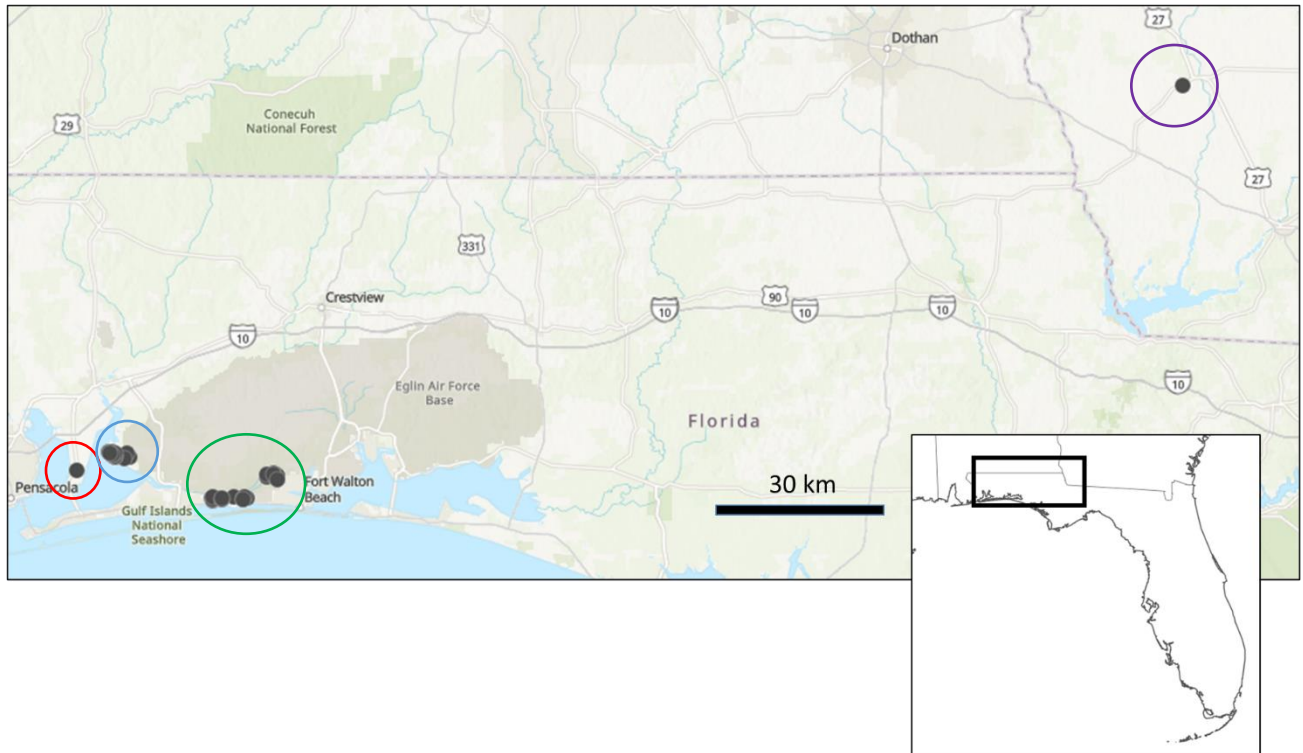 27
Dothan
Conecuh
National Forest
29
27
331
Crestview
90
10
10
10
10
Eglin Air Force
Base
10
Florida
Pensacola
Fort Walton
Beach
30 km
Gulf Islands
National
Seashore